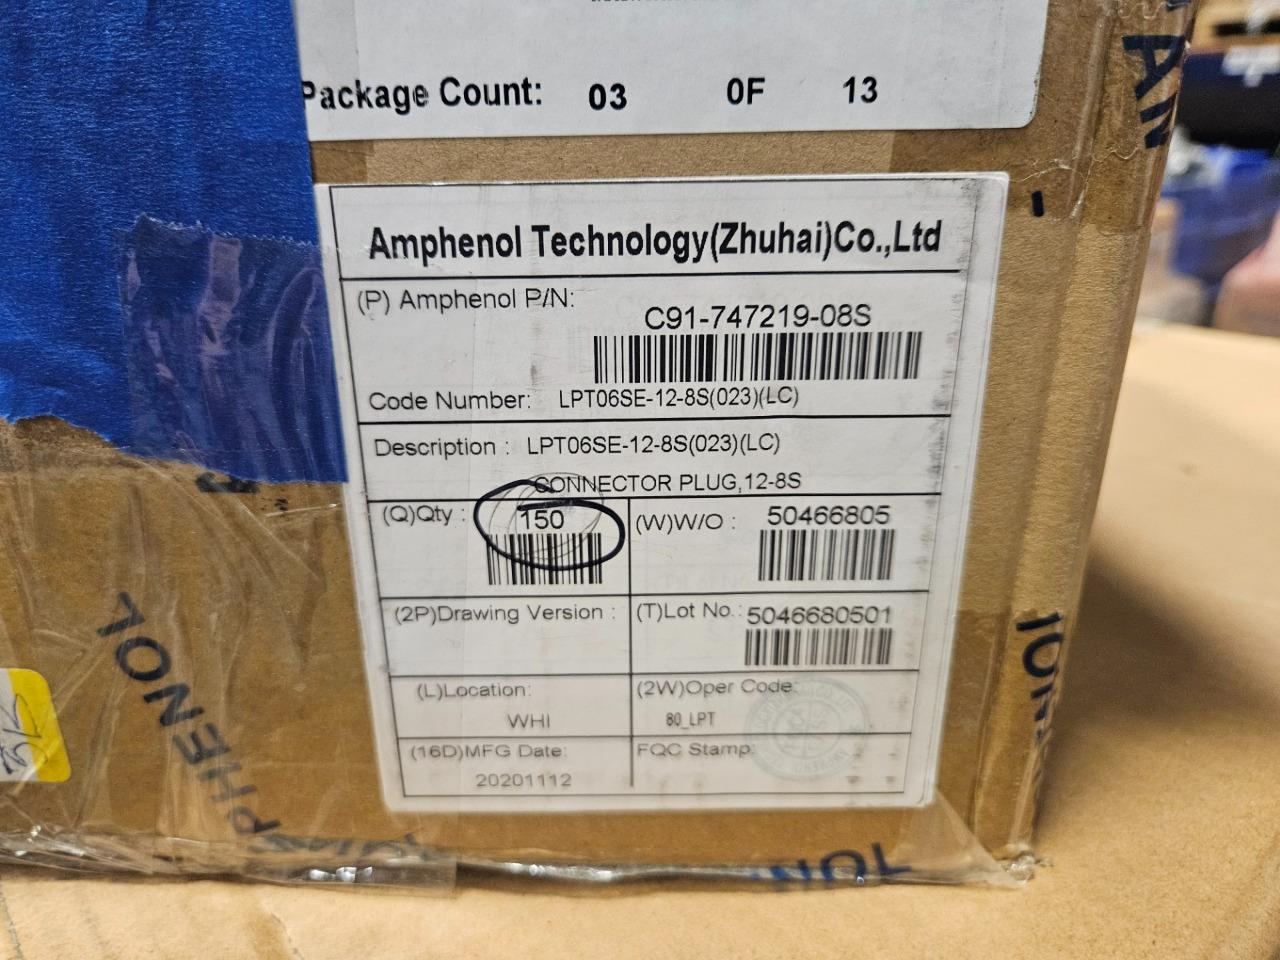 Package Count: 03 OF 13
Amphenol Technology(Zhuhai)Co.,Ltd
(P) Amphenol P/N: C91-747219-08S
Code Number: LPT06SE-12-8S(023)(LC)
Description : LPT06SE-12-8S(023)(LC)
CONNECTOR PLUG,12-8S
(Q)Qty : 150
(W)W/O : 50466805
(2P)Drawing Version :
(T)Lot No.: 5046680501
(L)Location:
WHI
(2W)Oper Code:
80_LPT
(16D)MFG Date:
20201112
FQC Stamp: